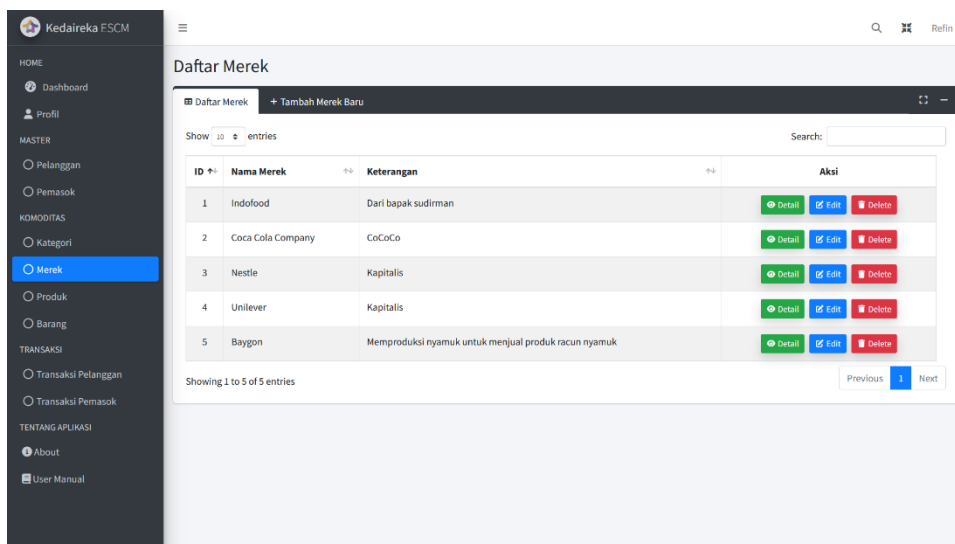 Kedaireka ESCM
Refin
HOME
Dashboard
Profil
MASTER
Pelanggan
Pemasok
KOMODITAS
Kategori
Merek
Produk
Barang
TRANSAKSI
Transaksi Pelanggan
Transaksi Pemasok
TENTANG APLIKASI
About
User Manual
Daftar Merek
Daftar Merek + Tambah Merek Baru
Show 10 entries Search:
ID Nama Merek Keterangan Aksi
1 Indofood Dari bapak sudirman Detail Edit Delete
2 Coca Cola Company CoCoCo Detail Edit Delete
3 Nestle Kapitalis Detail Edit Delete
4 Unilever Kapitalis Detail Edit Delete
5 Baygon Memproduksi nyamuk untuk menjual produk racun nyamuk Detail Edit Delete
Showing 1 to 5 of 5 entries Previous 1 Next